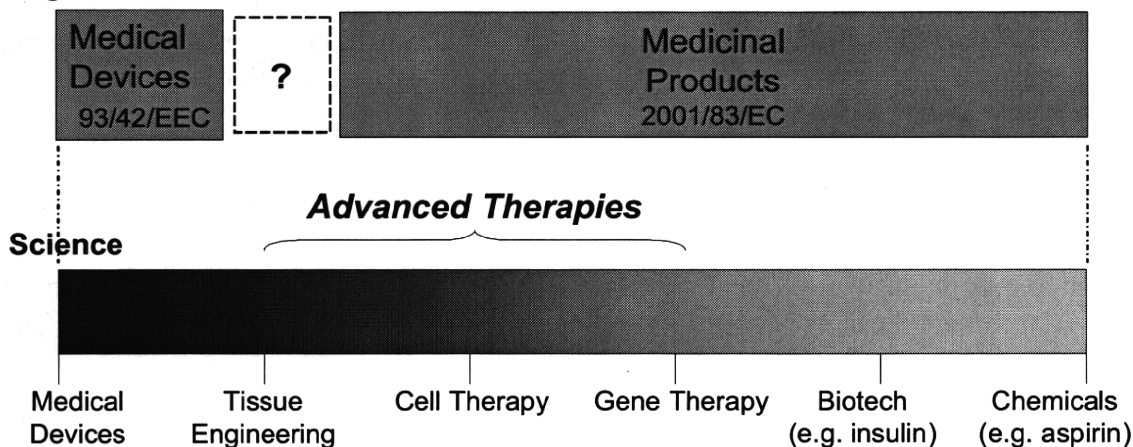 Medical
Devices
93/42/EEC
?
Medicinal
Products
2001/83/EC
Advanced Therapies
Science
Medical
Devices
Tissue
Engineering
Cell Therapy
Gene Therapy
Biotech
(e.g. insulin)
Chemicals
(e.g. aspirin)